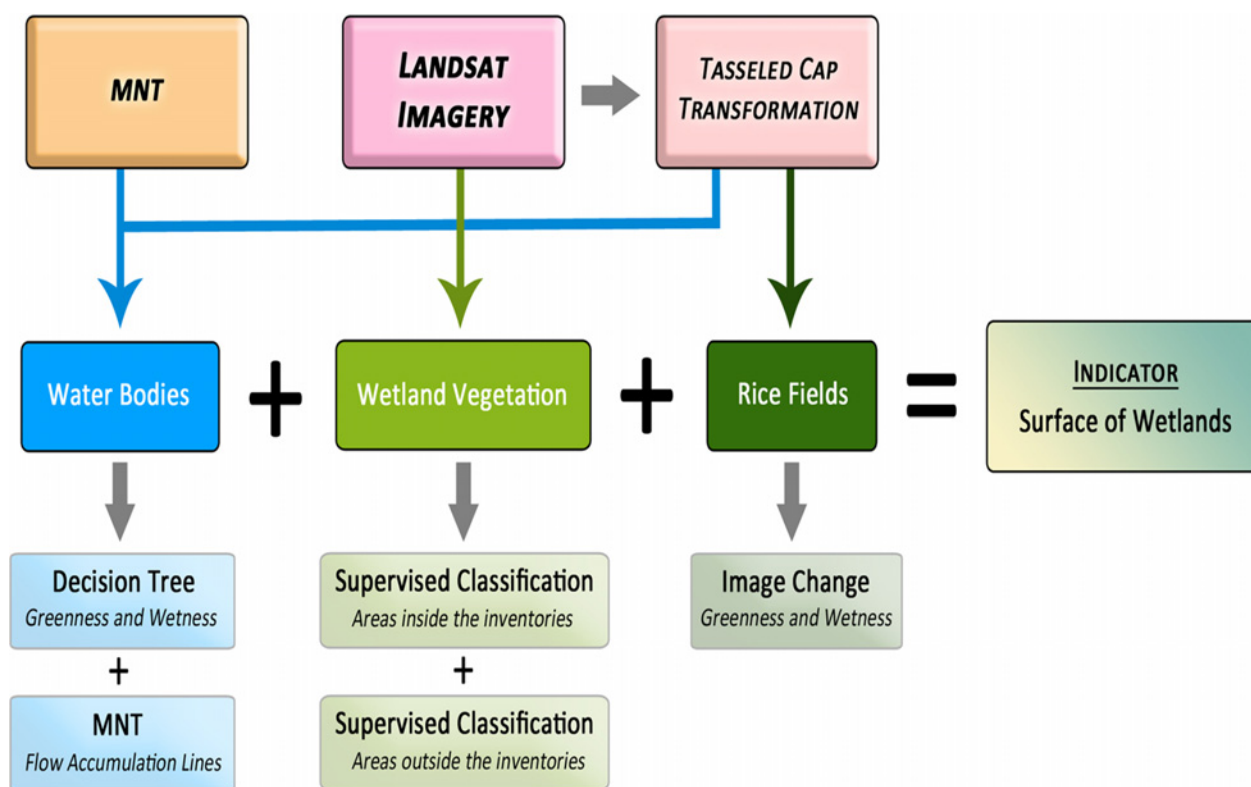 MNT
LANDSAT
IMAGERY
TASSELED CAP
TRANSFORMATION
Water Bodies
+
Wetland Vegetation
+
Rice Fields
=
INDICATOR
Surface of Wetlands
Decision Tree
Greenness and Wetness
+
MNT
Flow Accumulation Lines
Supervised Classification
Areas inside the inventories
+
Supervised Classification
Areas outside the inventories
Image Change
Greenness and Wetness